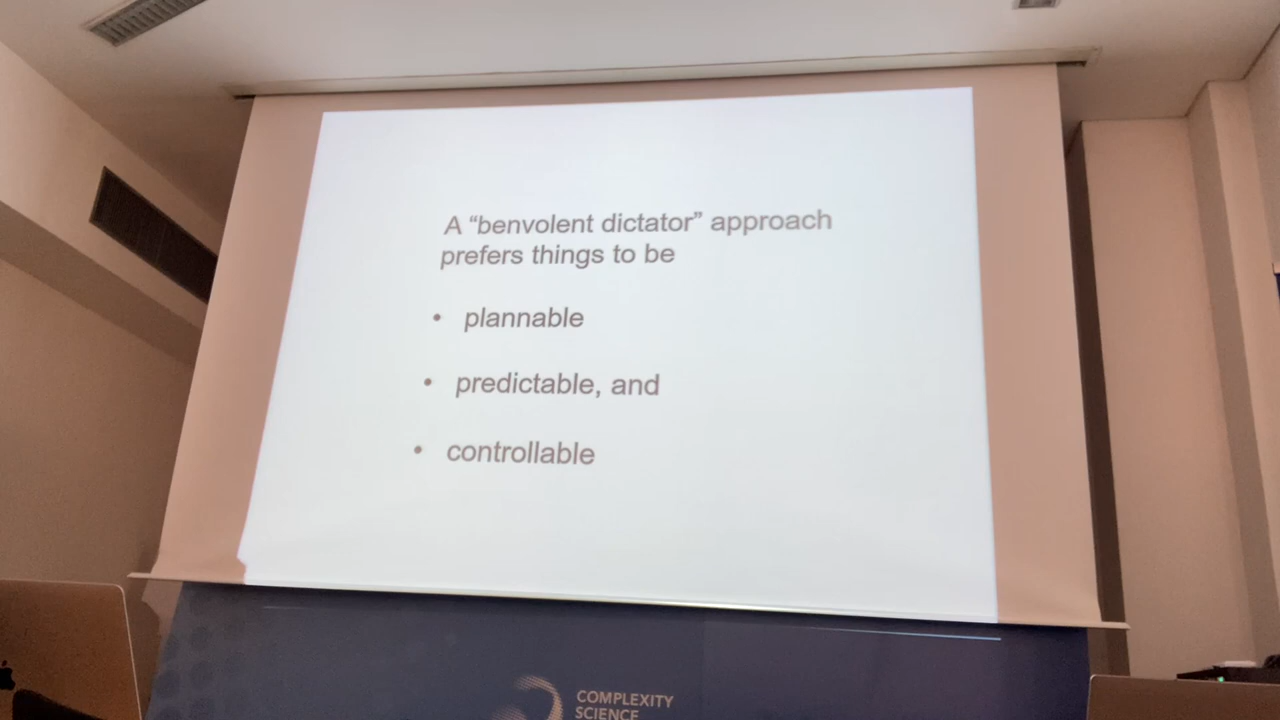 A “benvolent dictator” approach
prefers things to be
• plannable
• predictable, and
• controllable
COMPLEXITY
SCIENCE